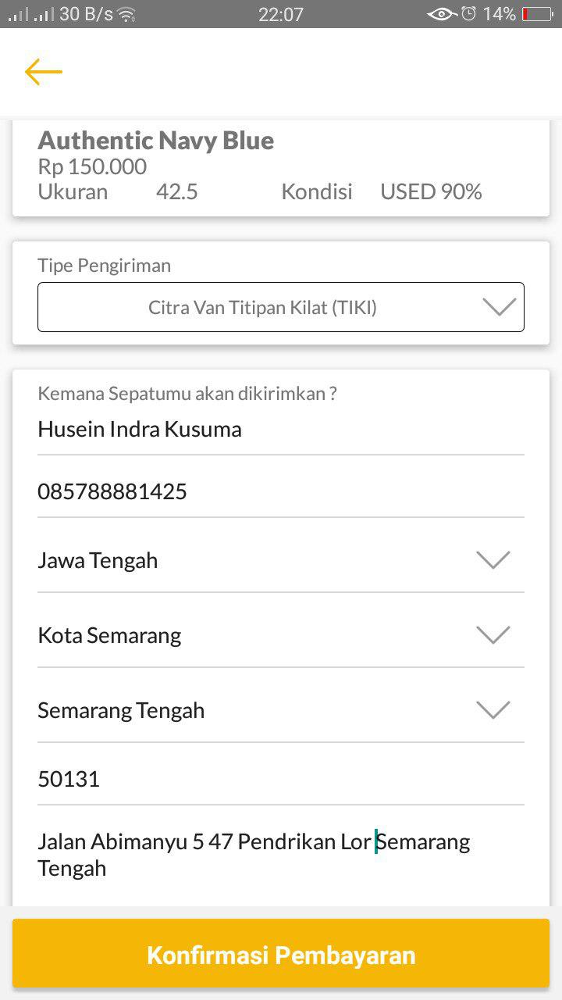 30 B/s 22:07 14%
Authentic Navy Blue
Rp 150.000
Ukuran 42.5 Kondisi USED 90%
Tipe Pengiriman
Citra Van Titipan Kilat (TIKI)
Kemana Sepatumu akan dikirimkan ?
Husein Indra Kusuma
085788881425
Jawa Tengah
Kota Semarang
Semarang Tengah
50131
Jalan Abimanyu 5 47 Pendrikan Lor Semarang
Tengah
Konfirmasi Pembayaran